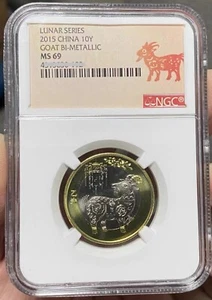 LUNAR SERIES
2015 CHINA 10Y
GOAT BI-METALLIC
MS 69
NGC